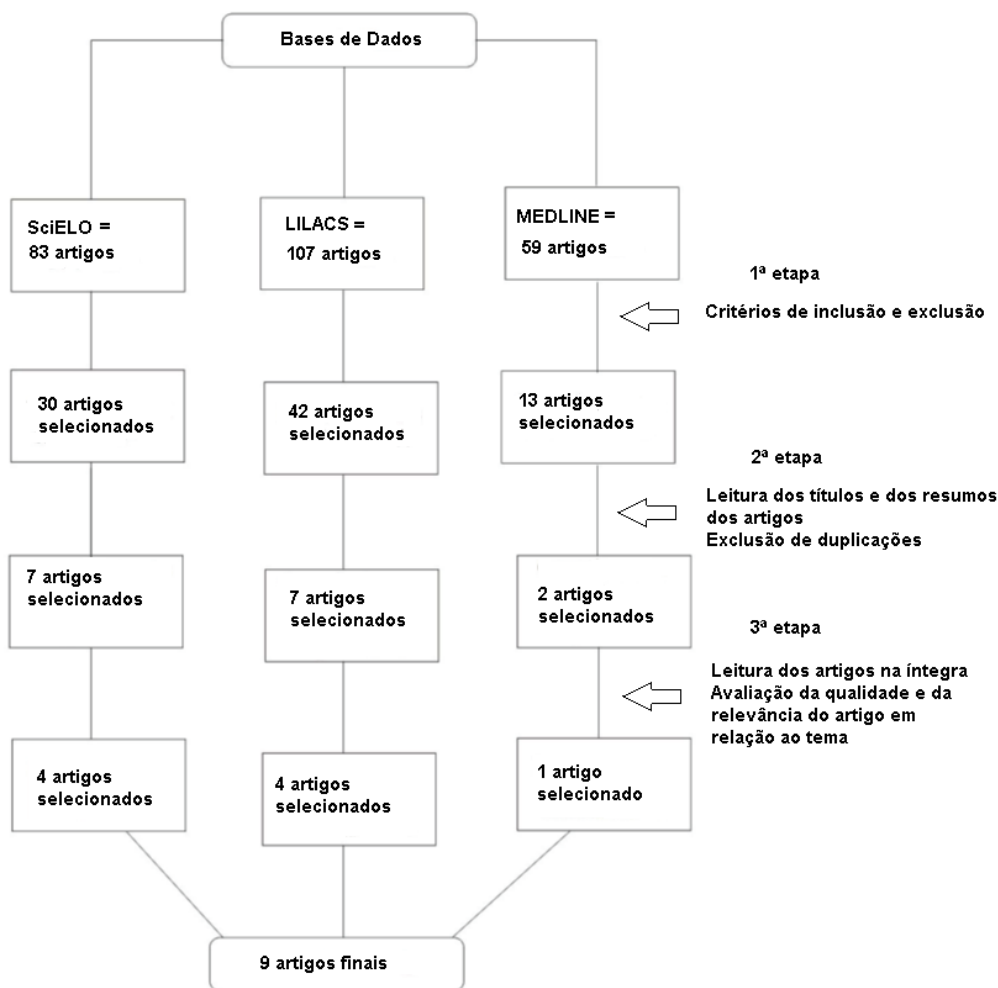 Bases de Dados
SciELO =
83 artigos
LILACS =
107 artigos
MEDLINE =
59 artigos
1ª etapa
Critérios de inclusão e exclusão
30 artigos
selecionados
42 artigos
selecionados
13 artigos
selecionados
2ª etapa
Leitura dos títulos e dos resumos
dos artigos
Exclusão de duplicações
7 artigos
selecionados
7 artigos
selecionados
2 artigos
selecionados
3ª etapa
Leitura dos artigos na íntegra
Avaliação da qualidade e da
relevância do artigo em
relação ao tema
4 artigos
selecionados
4 artigos
selecionados
1 artigo
selecionado
9 artigos finais